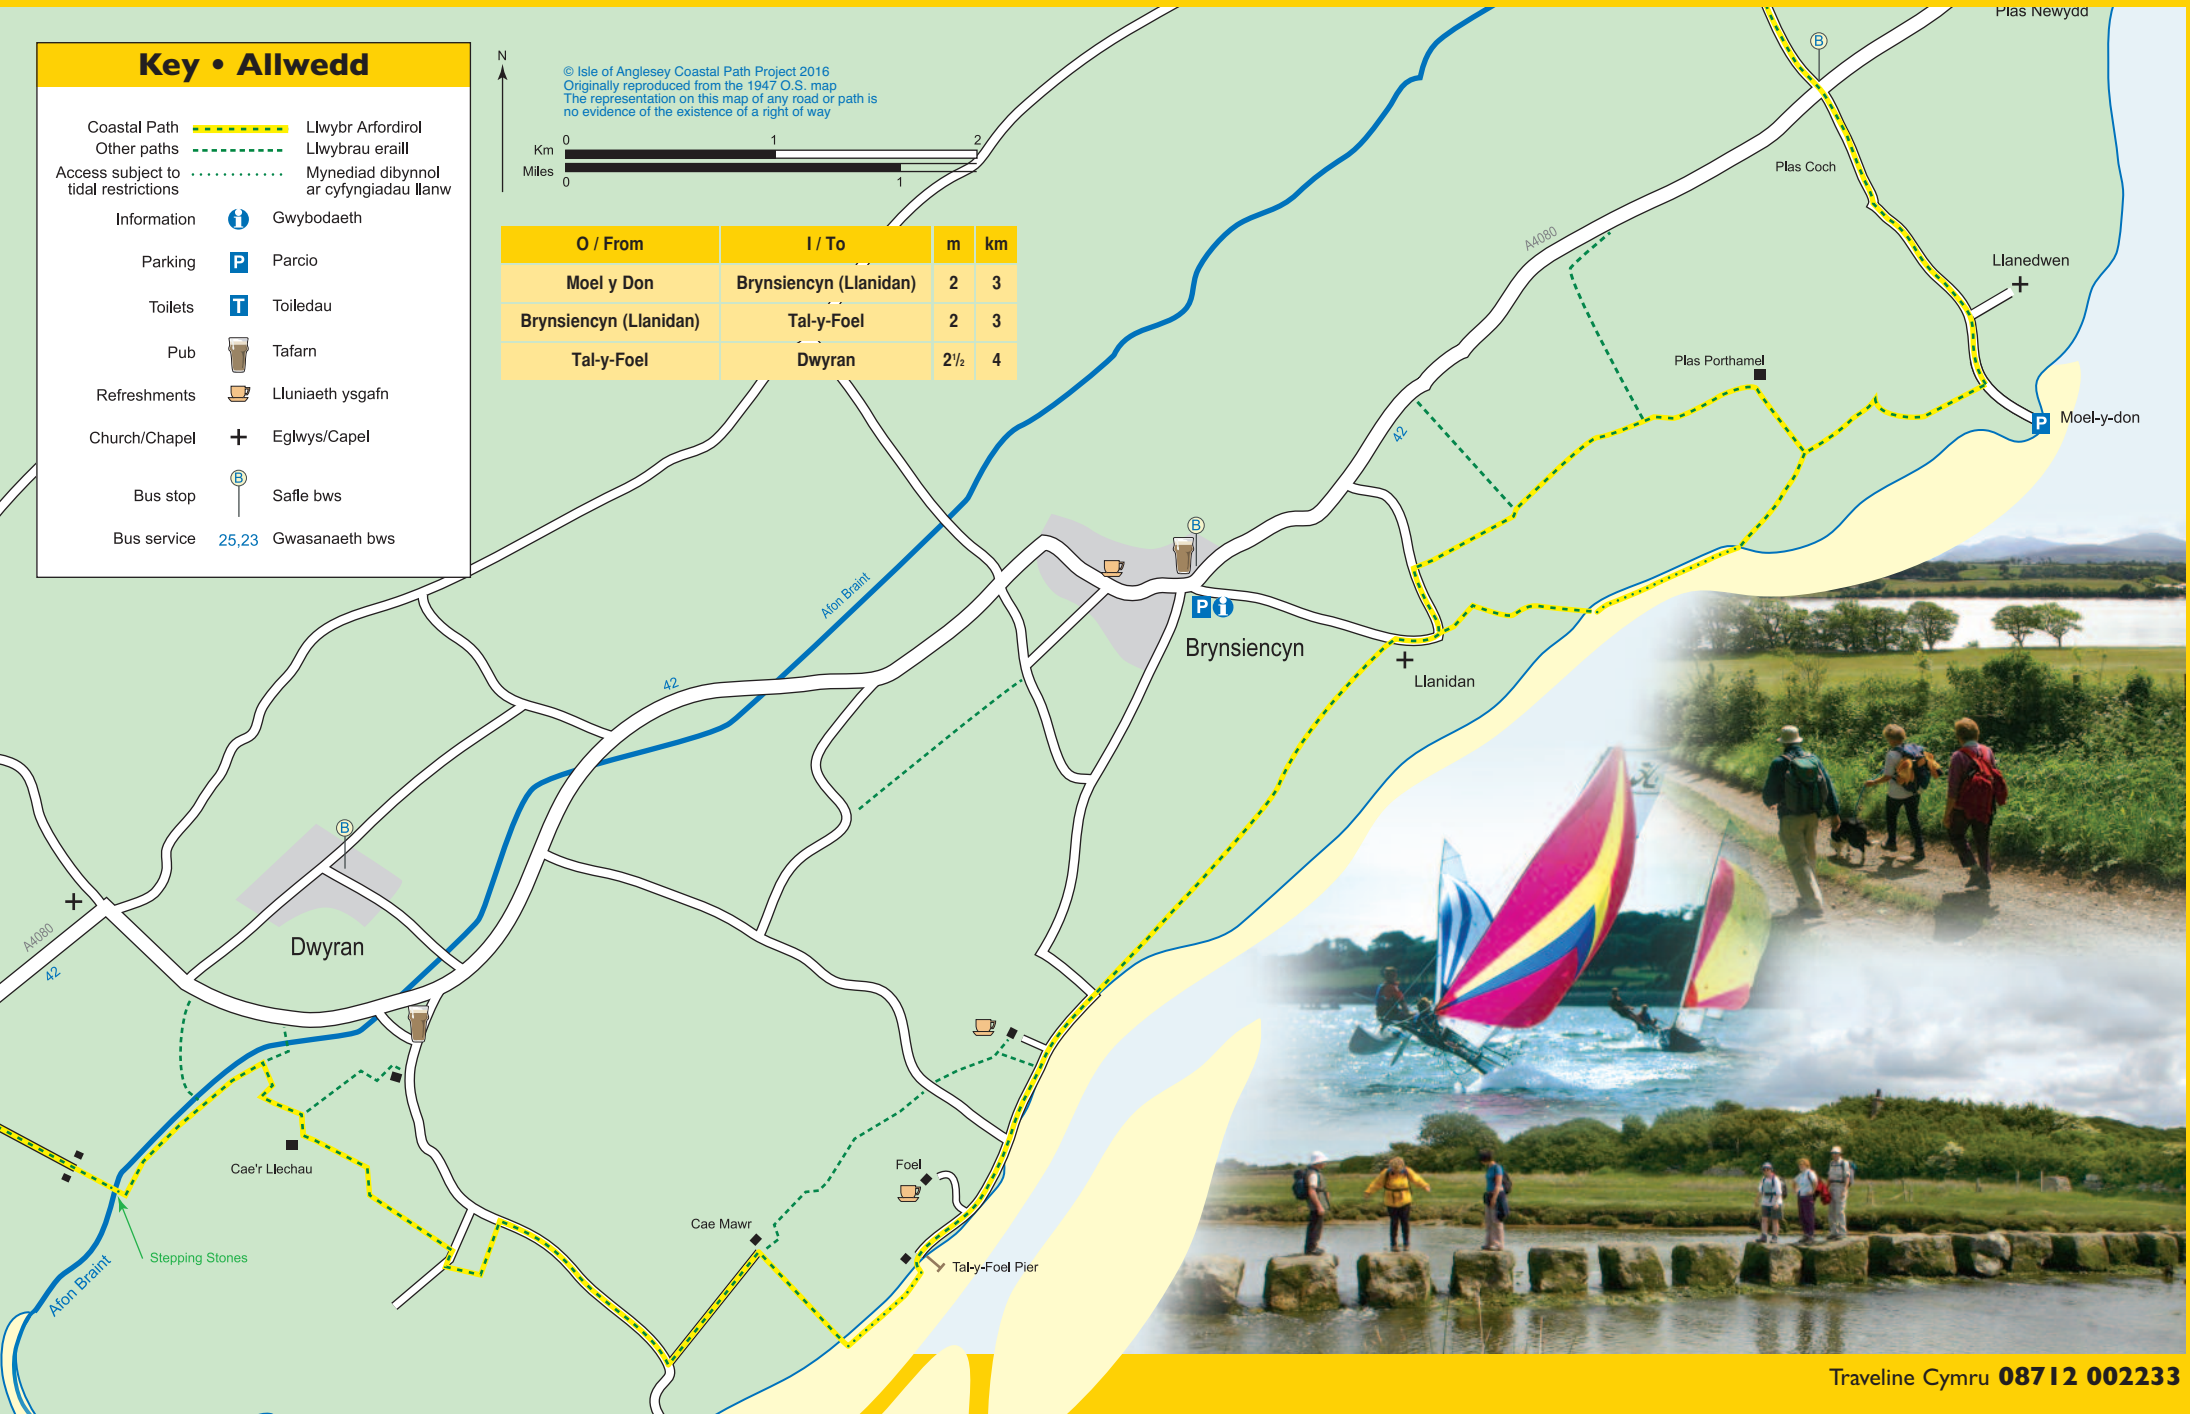 Key • Allwedd
Coastal Path Llwybr Arfordirol
Other paths Llwybrau eraill
Access subject to tidal restrictions Mynediad dibynnol ar cyfyngiadau llanw
Information i Gwybodaeth
Parking P Parcio
Toilets T Toiledau
Pub Tafarn
Refreshments Lluniaeth ysgafn
Church/Chapel Eglwys/Capel
B
Bus stop Safle bws
Bus service 25,23 Gwasanaeth bws
N
© Isle of Anglesey Coastal Path Project 2016
Originally reproduced from the 1947 O.S. map
The representation on this map of any road or path is
no evidence of the existence of a right of way
0 1 2
Km
Miles
0 1
O / From I / To m km
Moel y Don Brynsiencyn (Llanidan) 2 3
Brynsiencyn (Llanidan) Tal-y-Foel 2 3
Tal-y-Foel Dwyran 2½ 4
Plas Newydd
B
Plas Coch
A4080
Llanedwen
Plas Porthamel
P Moel-y-don
42
B
Afon Braint
P i
Brynsiencyn
Llanidan
42
B
Dwyran
A4080
42
Cae'r Llechau
Foel
Cae Mawr
Stepping Stones
Tal-y-Foel Pier
Afon Braint
Traveline Cymru 08712 002233